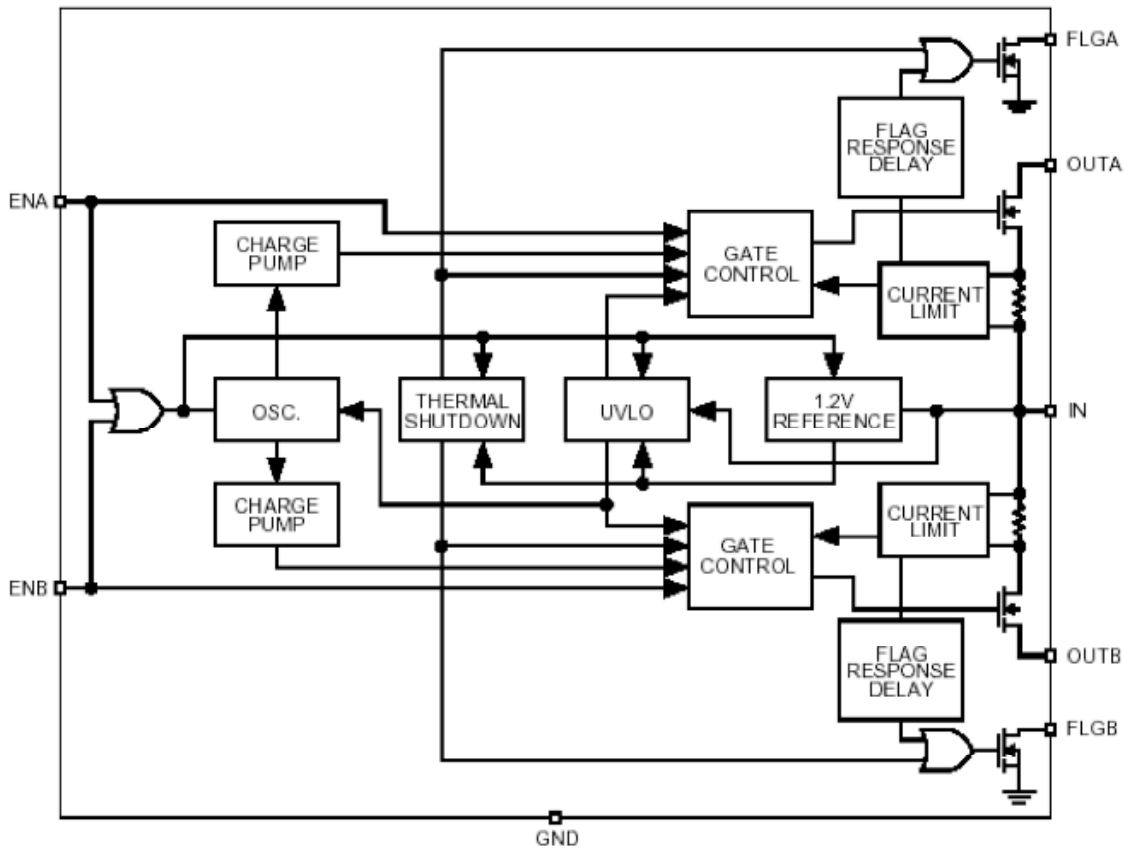 FLGA
FLAG
RESPONSE
DELAY
OUTA
ENA
CHARGE
PUMP
GATE
CONTROL
CURRENT
LIMIT
OSC.
THERMAL
SHUTDOWN
UVLO
1.2V
REFERENCE
IN
CHARGE
PUMP
GATE
CONTROL
CURRENT
LIMIT
ENB
FLAG
RESPONSE
DELAY
OUTB
FLGB
GND